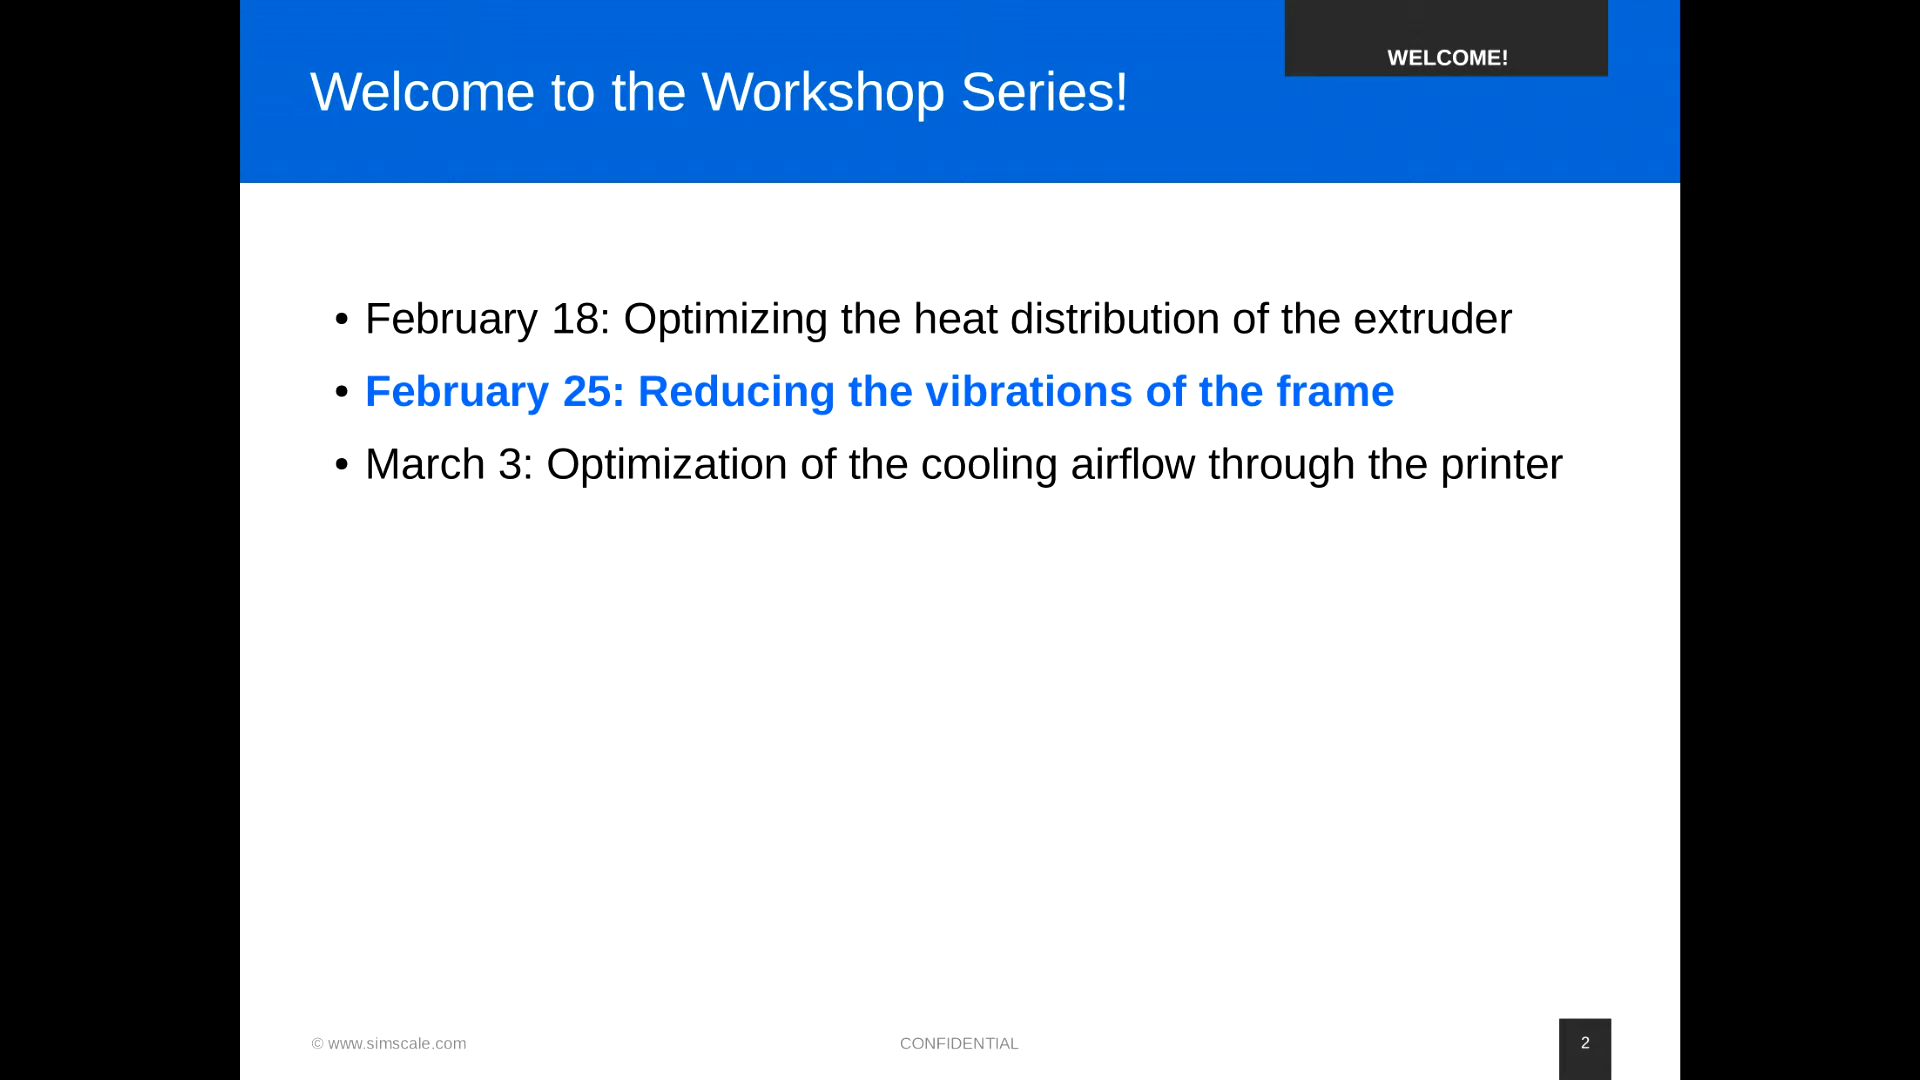 WELCOME!
Welcome to the Workshop Series!
• February 18: Optimizing the heat distribution of the extruder
• February 25: Reducing the vibrations of the frame
• March 3: Optimization of the cooling airflow through the printer
© www.simscale.com
CONFIDENTIAL
2